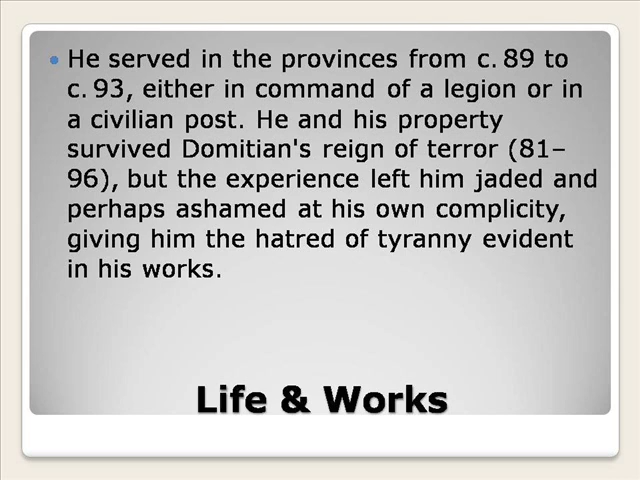 He served in the provinces from c. 89 to
c. 93, either in command of a legion or in
a civilian post. He and his property
survived Domitian's reign of terror (81–
96), but the experience left him jaded and
perhaps ashamed at his own complicity,
giving him the hatred of tyranny evident
in his works.
Life & Works